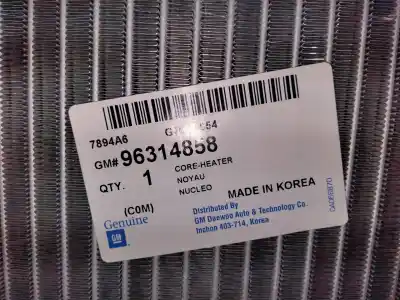 7894A6
GM# 96314858
CORE-HEATER
QTY. 1 NOYAU
NUCLEO
(COM) MADE IN KOREA
Genuine
GM
Distributed By
GM Daewoo Auto & Technology Co.
Inchon 403-714, Korea